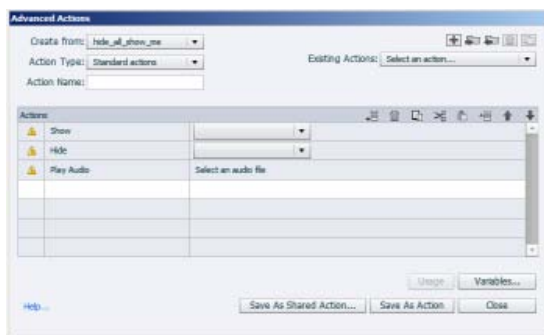 Advanced Actions
Create from: hide_all_show_me
Action Type: Standard actions
Existing Actions: Select an action...
Action Name:
Actions
Show
Hide
Play Audio Select an audio file
Usage Variables...
Help... Save As Shared Action... Save As Action Close